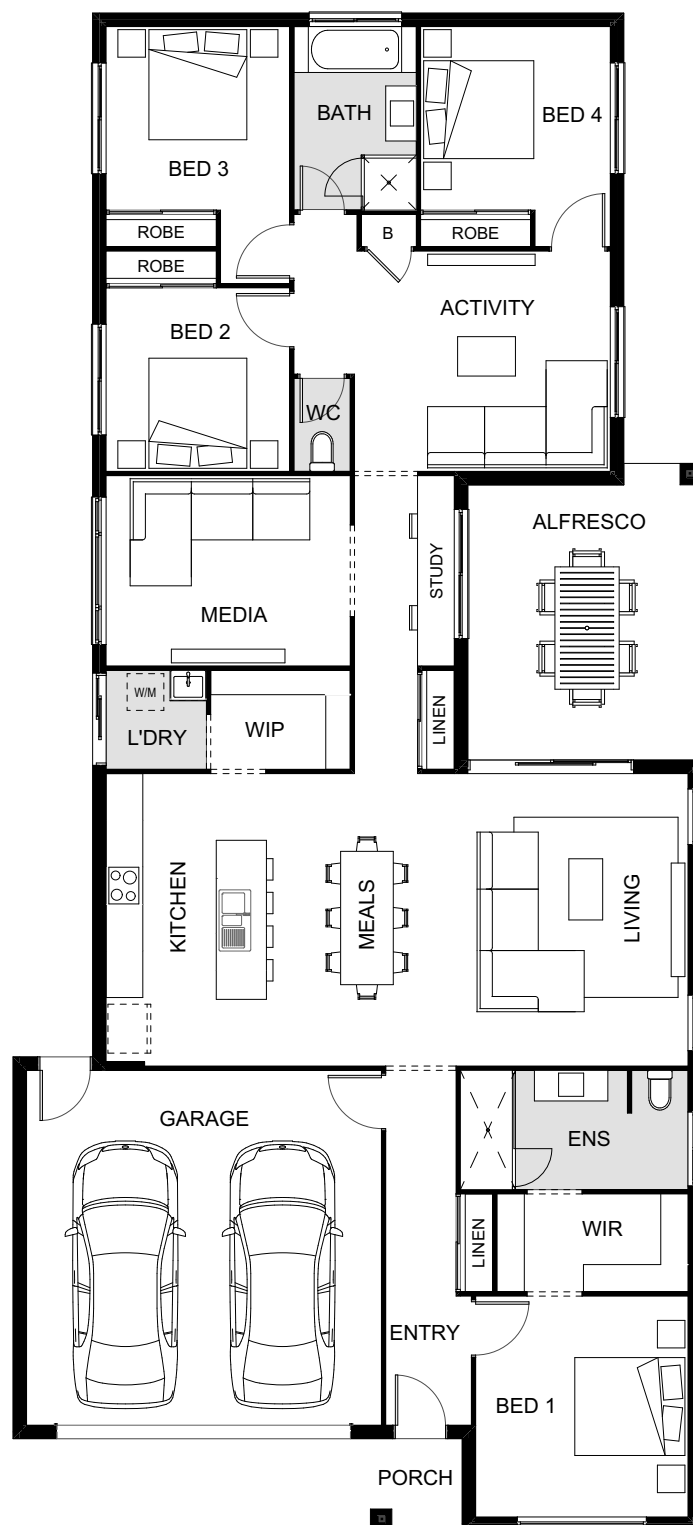 BATH
BED 4
BED 3
ROBE
B
ROBE
ROBE
ACTIVITY
BED 2
WC
ALFRESCO
STUDY
MEDIA
W/M
L'DRY
WIP
LINEN
KITCHEN
MEALS
LIVING
GARAGE
ENS
LINEN
WIR
ENTRY
BED 1
PORCH